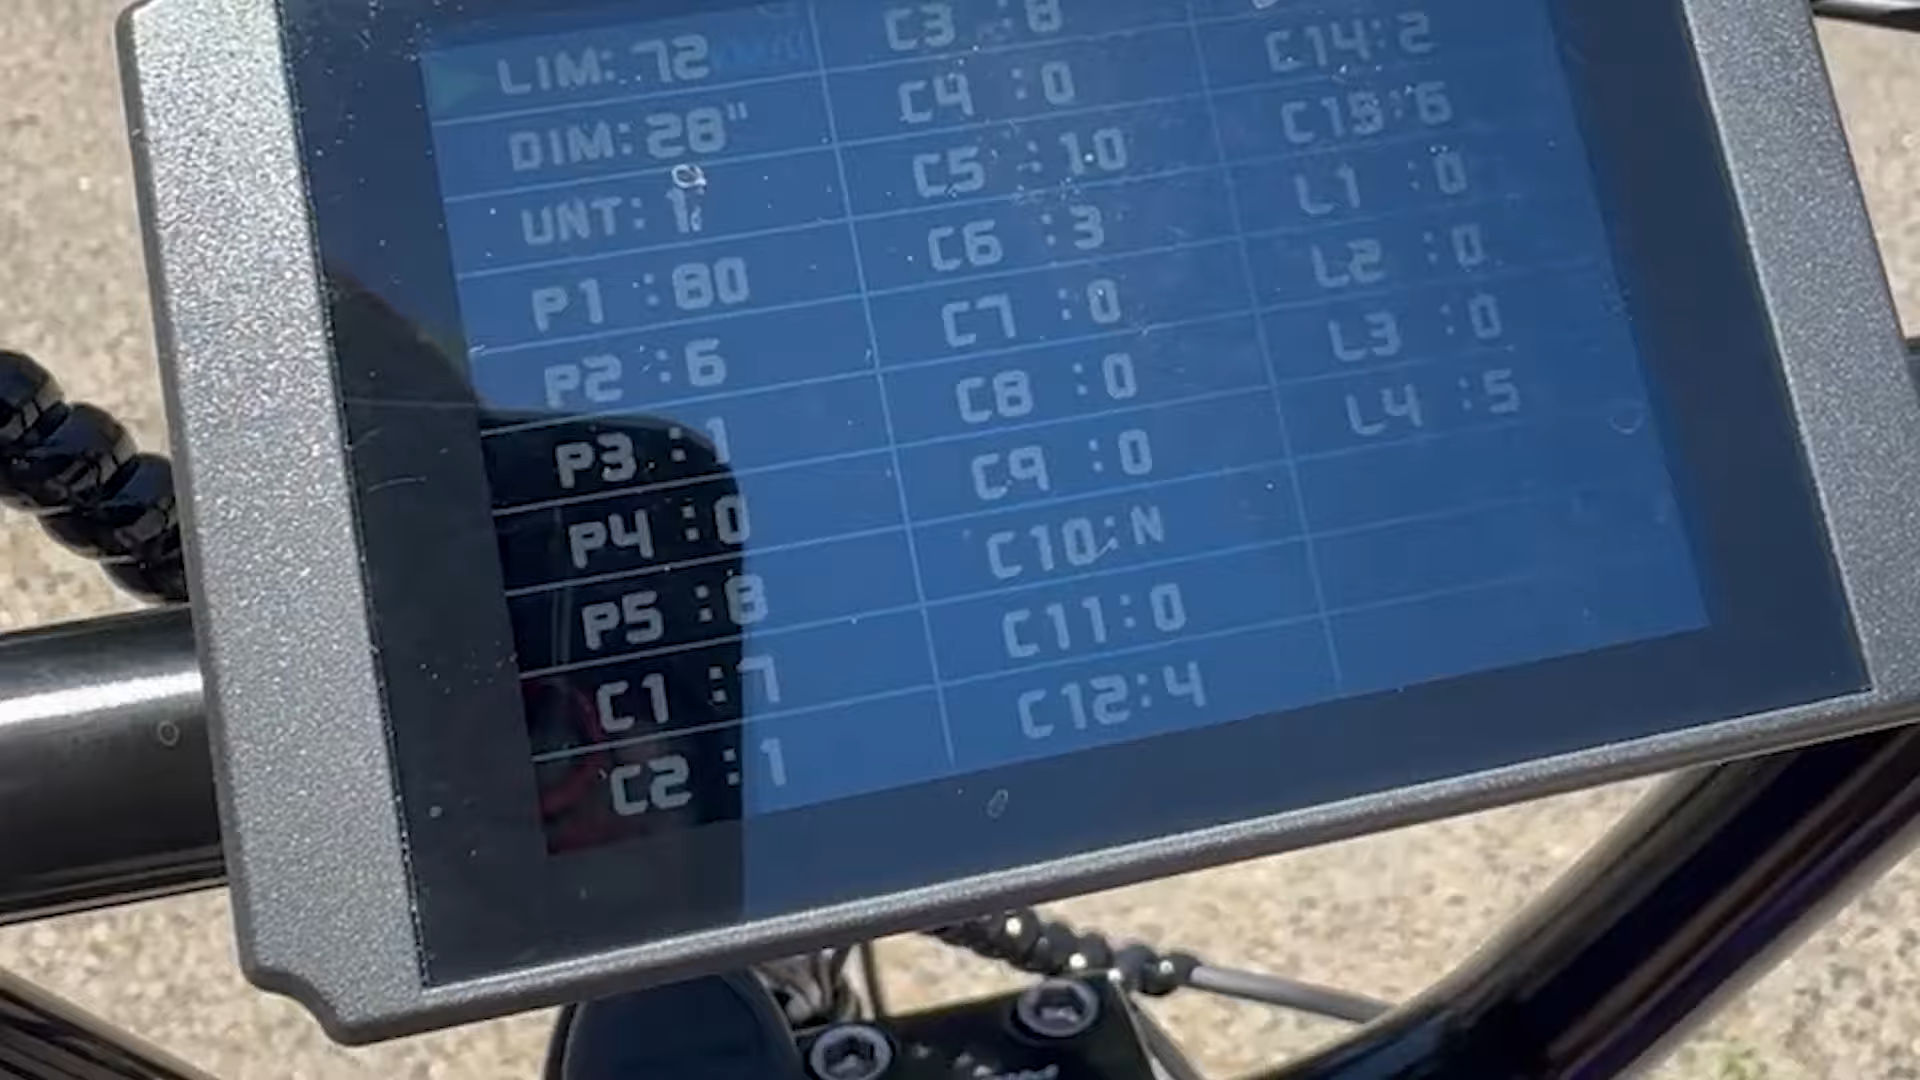 LIM: 72
DIM: 28"
UNT: 1
P1 :80
P2 :6
P3 :1
P4 :0
P5 :8
C1 :7
C2 :1
C3 :8
C4 :0
C5 :10
C6 :3
C7 :0
C8 :0
C9 :0
C10:N
C11:0
C12:4
C14:2
C15:6
L1 :0
L2 :0
L3 :0
L4 :5